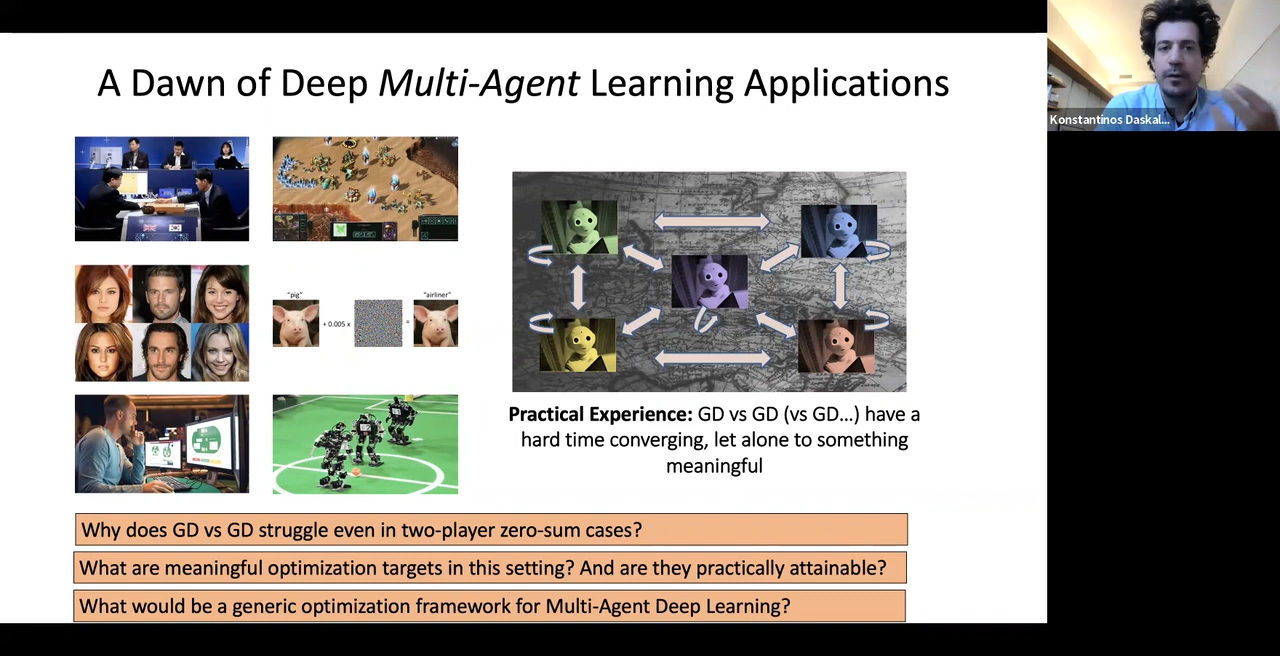 A Dawn of Deep Multi-Agent Learning Applications
Konstantinos Daskal...
"pig"
+ 0.005 x
=
"airliner"
Practical Experience: GD vs GD (vs GD...) have a
hard time converging, let alone to something
meaningful
Why does GD vs GD struggle even in two-player zero-sum cases?
What are meaningful optimization targets in this setting? And are they practically attainable?
What would be a generic optimization framework for Multi-Agent Deep Learning?